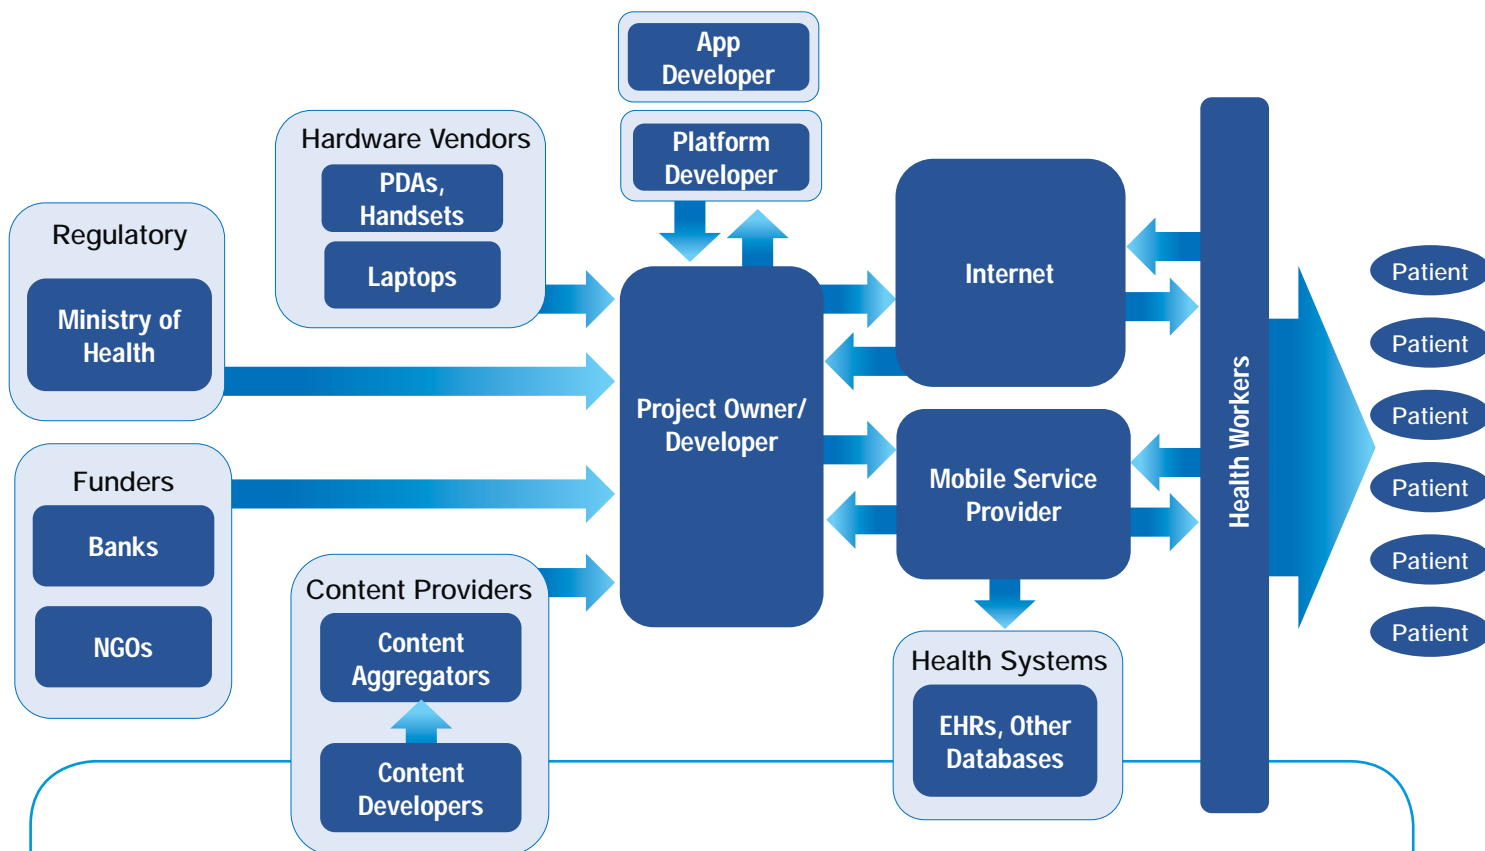 App
Developer
Platform
Developer
Hardware Vendors
PDAs,
Handsets
Laptops
Regulatory
Ministry of
Health
Funders
Banks
NGOs
Content Providers
Content
Aggregators
Content
Developers
Project Owner/
Developer
Internet
Mobile Service
Provider
Health Systems
EHRs, Other
Databases
Health Workers
Patient
Patient
Patient
Patient
Patient
Patient